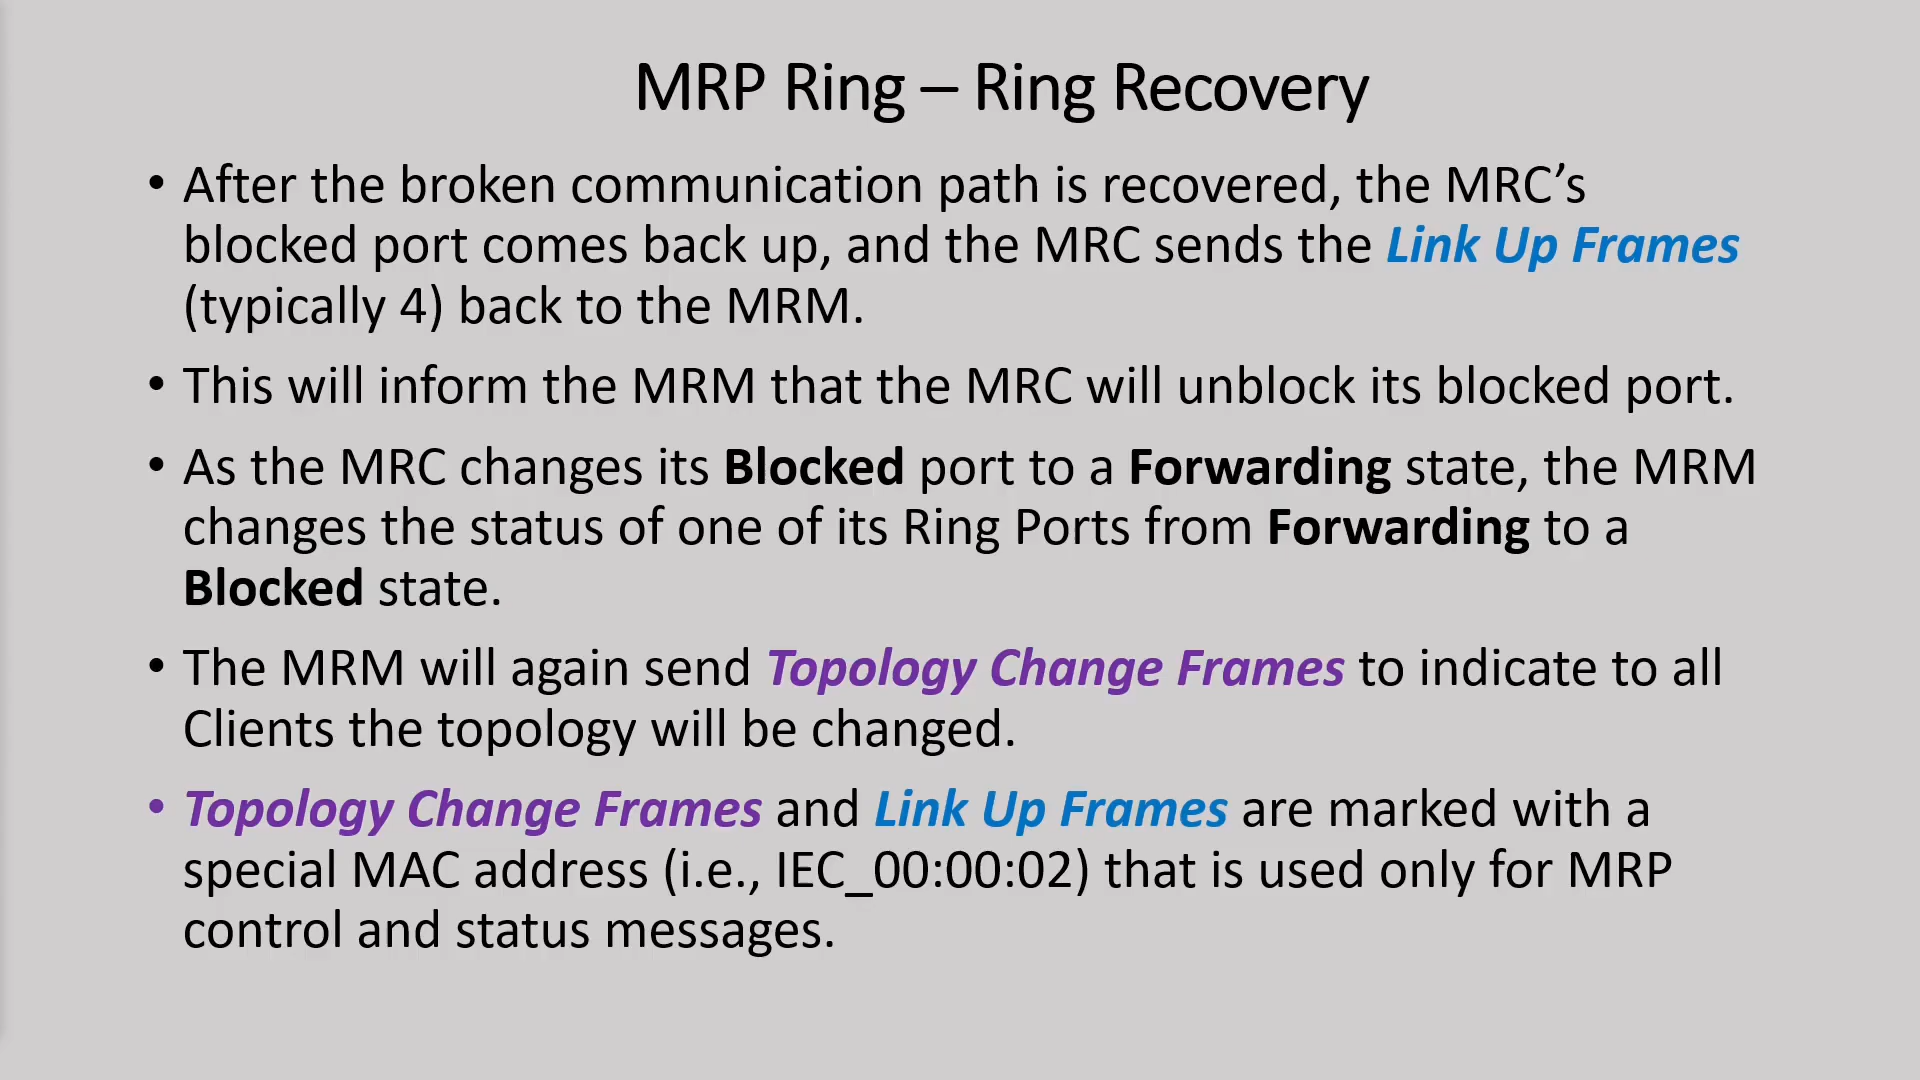 MRP Ring – Ring Recovery
• After the broken communication path is recovered, the MRC’s
blocked port comes back up, and the MRC sends the Link Up Frames
(typically 4) back to the MRM.
• This will inform the MRM that the MRC will unblock its blocked port.
• As the MRC changes its Blocked port to a Forwarding state, the MRM
changes the status of one of its Ring Ports from Forwarding to a
Blocked state.
• The MRM will again send Topology Change Frames to indicate to all
Clients the topology will be changed.
• Topology Change Frames and Link Up Frames are marked with a
special MAC address (i.e., IEC_00:00:02) that is used only for MRP
control and status messages.